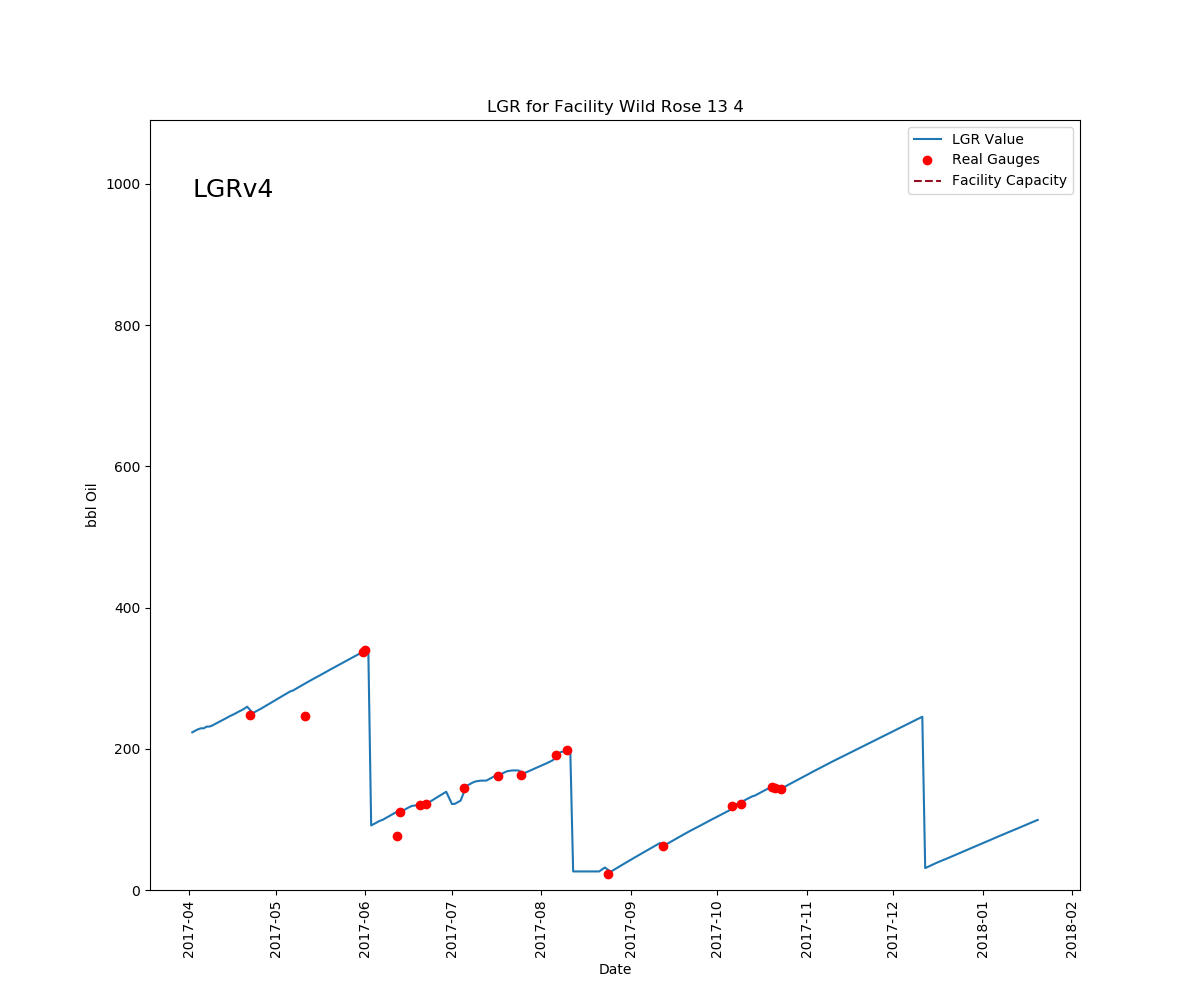 LGR for Facility Wild Rose 13 4
LGR Value
Real Gauges
Facility Capacity
LGRv4
1000
800
600
400
200
0
bbl Oil
2017-04
2017-05
2017-06
2017-07
2017-08
2017-09
2017-10
2017-11
2017-12
2018-01
2018-02
Date